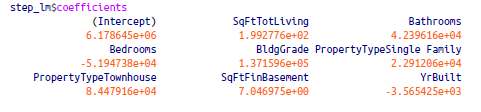 step_lm$coefficients
(Intercept) SqFtTotLiving Bathrooms
6.178645e+06 1.992776e+02 4.239616e+04
Bedrooms BldgGrade PropertyTypeSingle Family
-5.194738e+04 1.371596e+05 2.291206e+04
PropertyTypeTownhouse SqFtFinBasement YrBuilt
8.447916e+04 7.046975e+00 -3.565425e+03